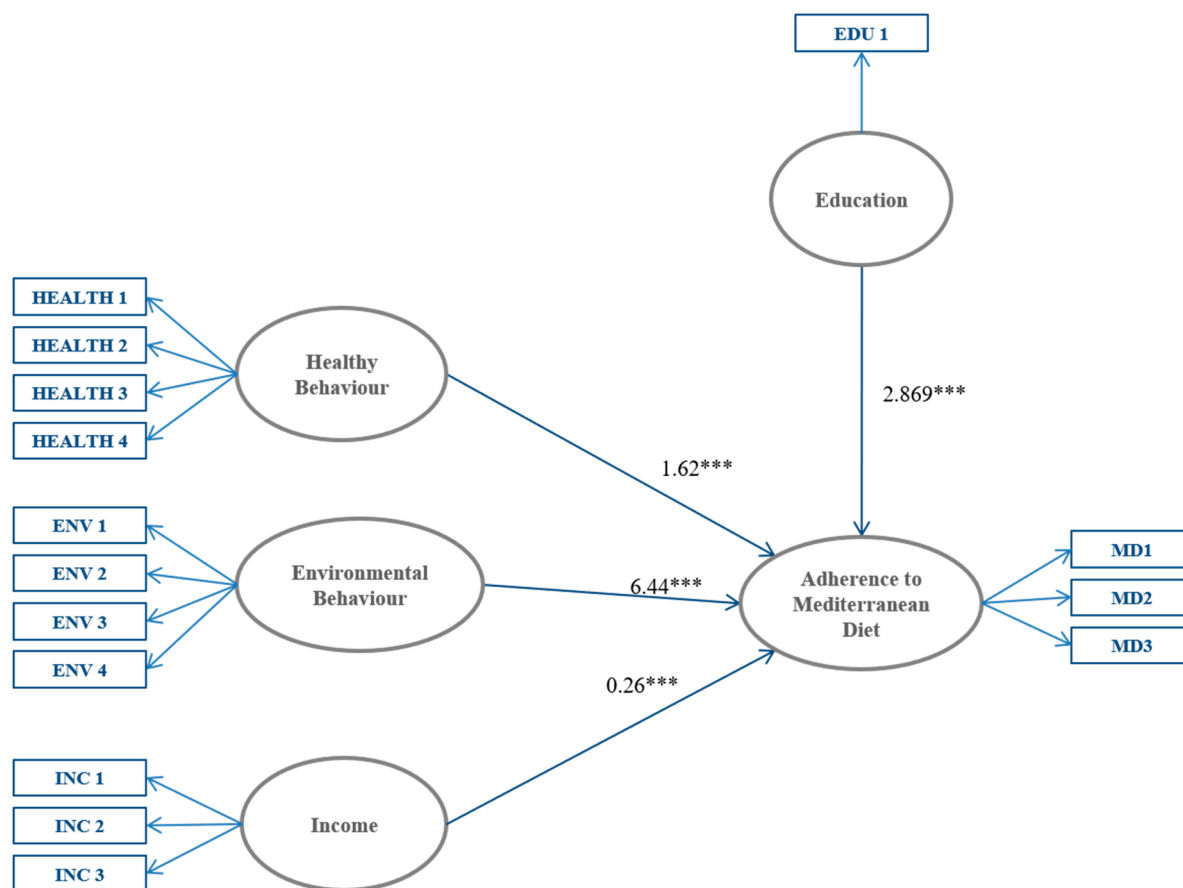 EDU 1
Education
HEALTH 1
HEALTH 2
HEALTH 3
HEALTH 4
Healthy
Behaviour
2.869***
1.62***
ENV 1
ENV 2
ENV 3
ENV 4
Environmental
Behaviour
6.44***
Adherence to
Mediterranean
Diet
MD1
MD2
MD3
0.26***
INC 1
INC 2
INC 3
Income